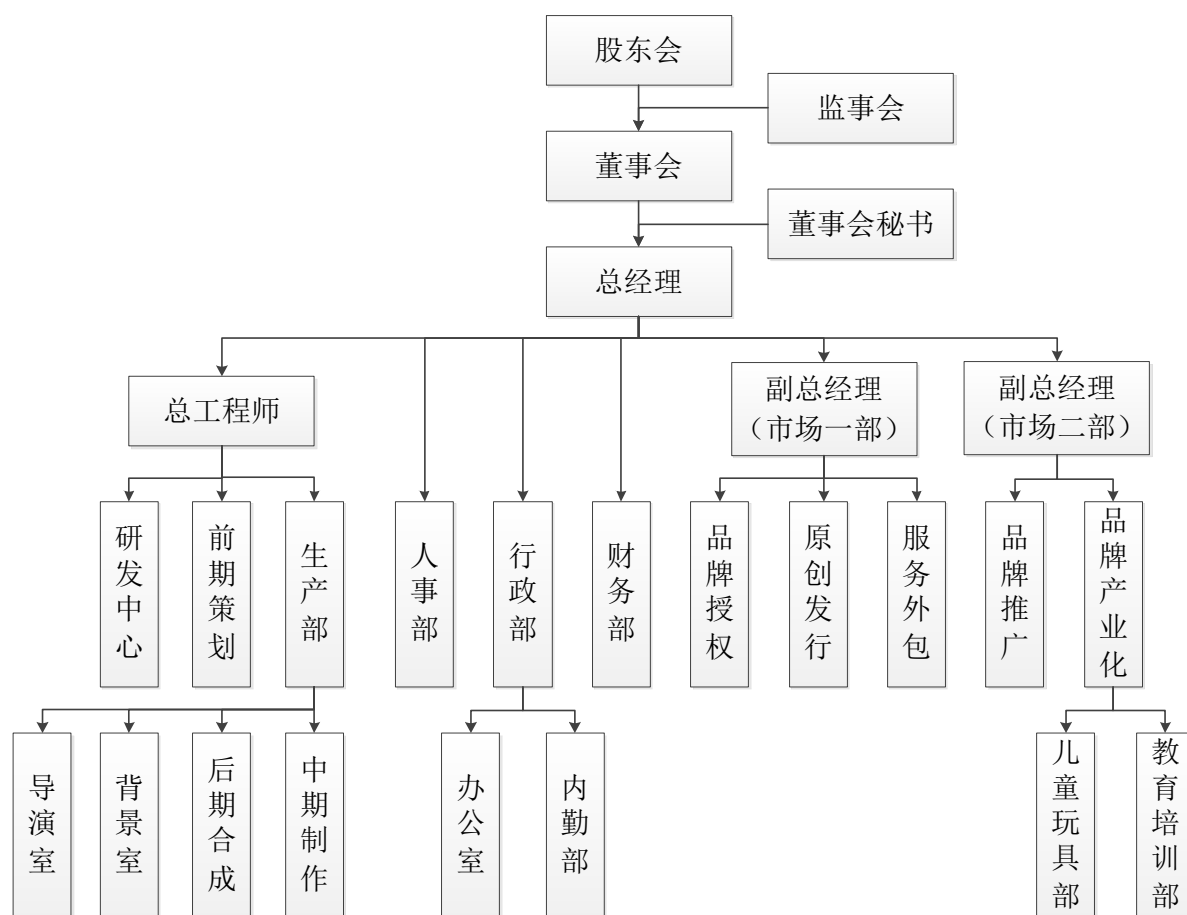 股东会
监事会
董事会
董事会秘书
总经理
总工程师
副总经理
（市场一部）
副总经理
（市场二部）
研发中心
前期策划
生产部
人事部
行政部
财务部
品牌授权
原创发行
服务外包
品牌推广
品牌产业化
导演室
背景室
后期合成
中期制作
办公室
内勤部
儿童玩具部
教育培训部